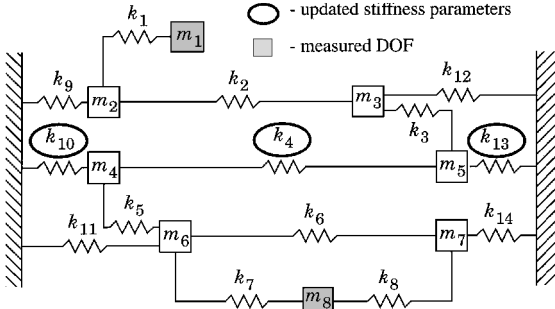 k1 m1 - updated stiffness parameters
- measured DOF
k9 m2 k2 m3 k12
k3
k10 m4 k4 m5 k13
k5
k11 m6 k6 m7 k14
k7 m8 k8